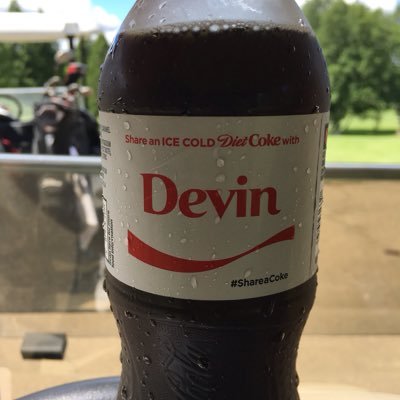 Share an ICE COLD Diet Coke with
Devin
#ShareaCoke